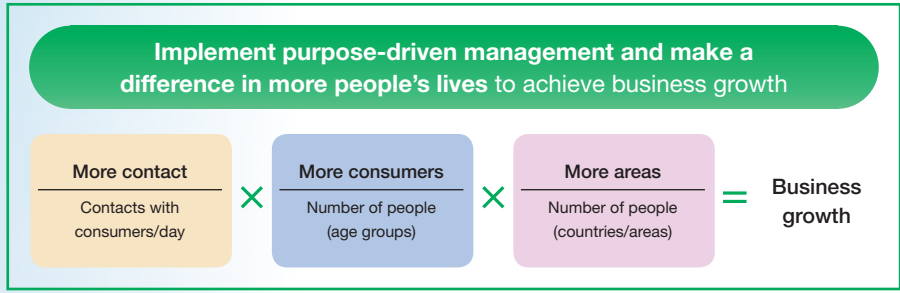 Implement purpose-driven management and make a
difference in more people's lives to achieve business growth
More contact
Contacts with
consumers/day
×
More consumers
Number of people
(age groups)
×
More areas
Number of people
(countries/areas)
=
Business
growth